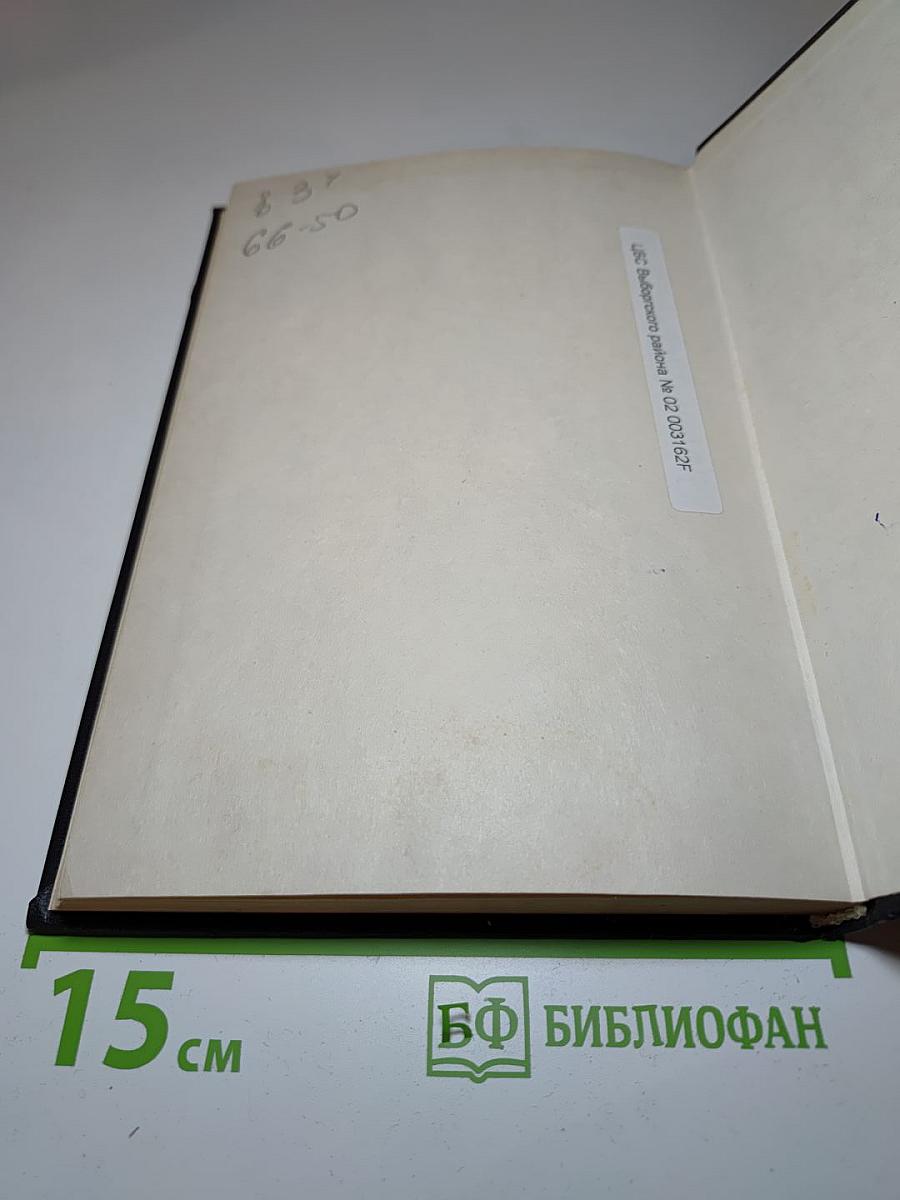 66-50
ЦБС Выборгского района № 02 003162F
15 см
БФ БИБЛИОФАН